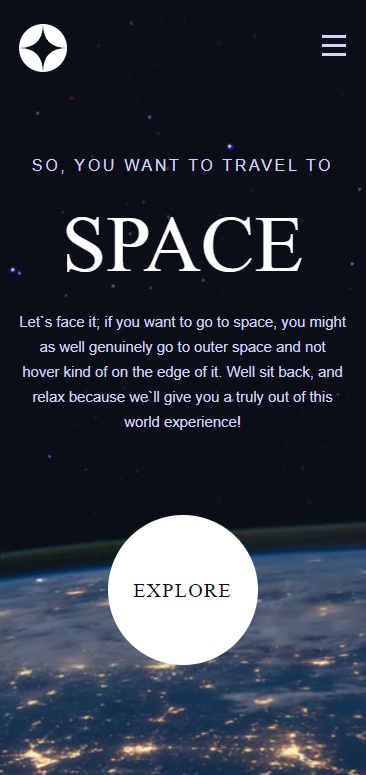 SO, YOU WANT TO TRAVEL TO
SPACE
Let`s face it; if you want to go to space, you might
as well genuinely go to outer space and not
hover kind of on the edge of it. Well sit back, and
relax because we`ll give you a truly out of this
world experience!
EXPLORE